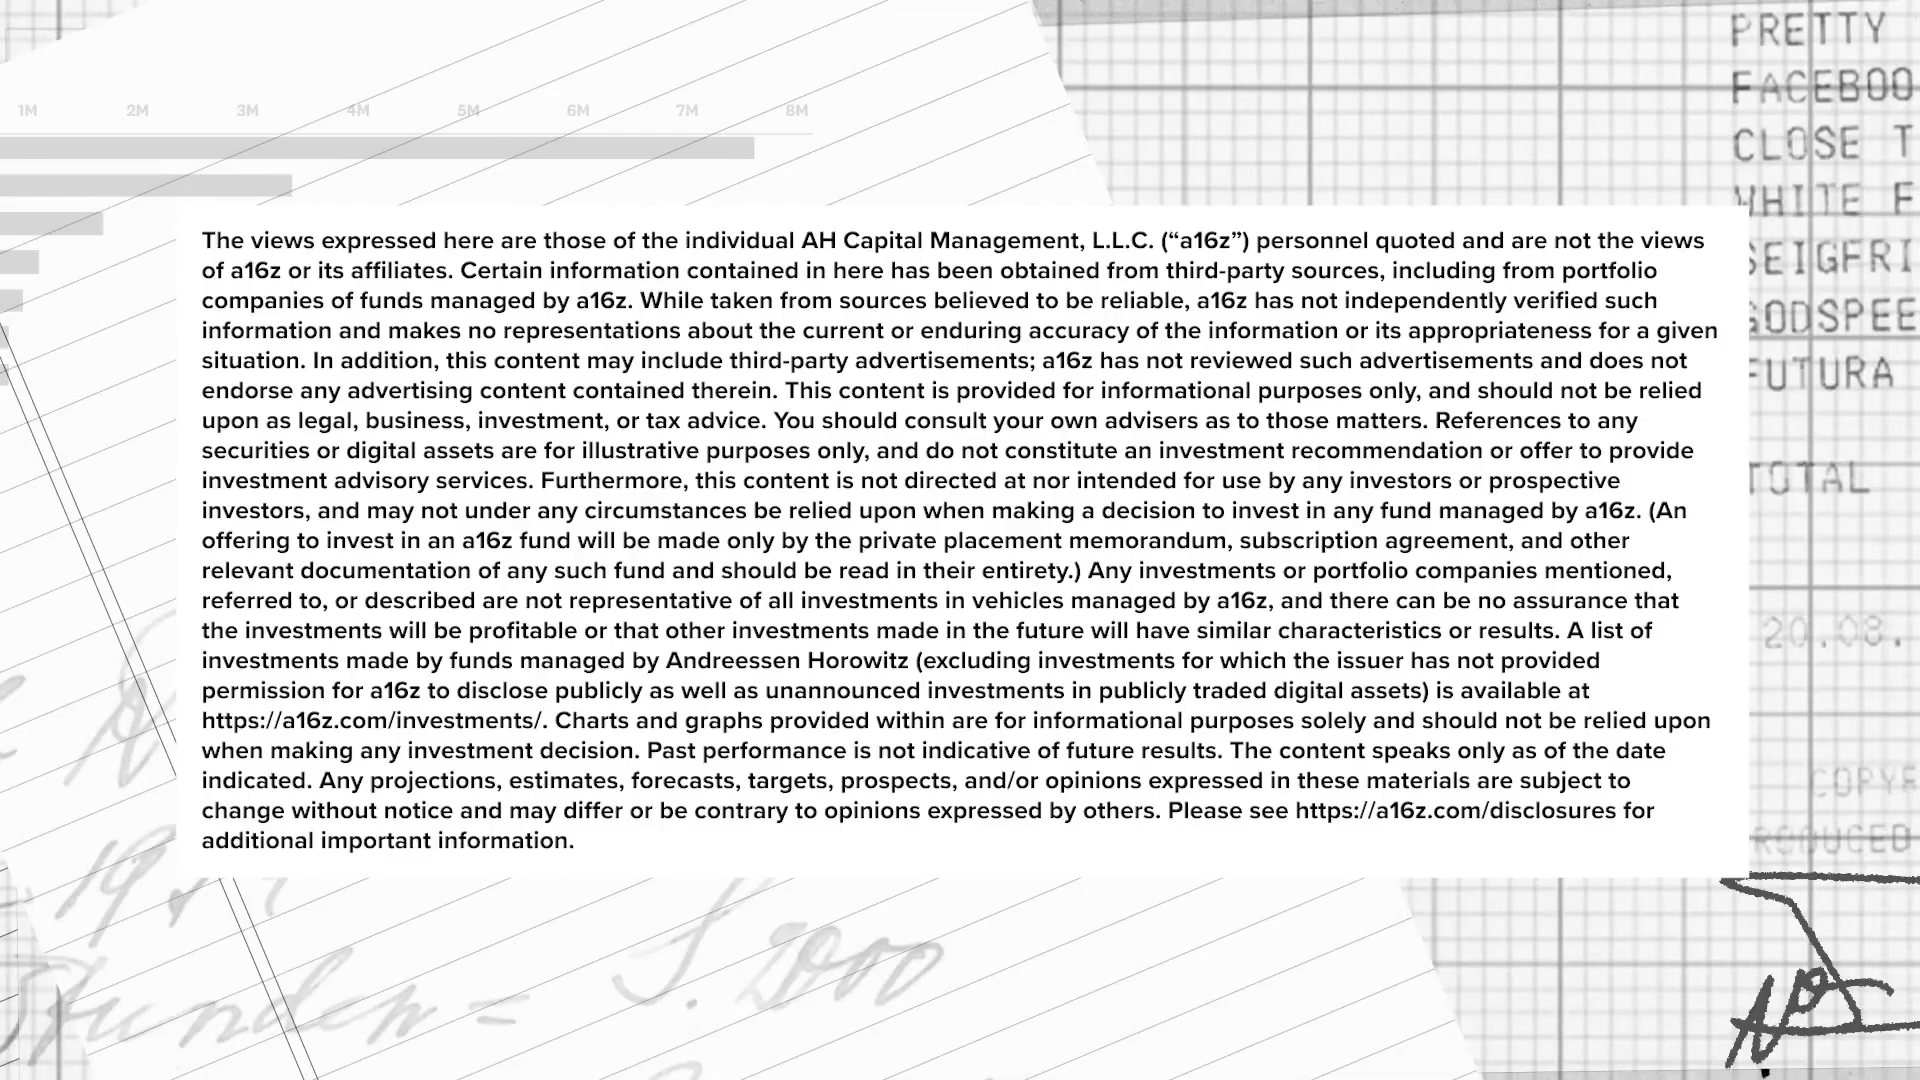 1M 2M 3M 4M 5M 6M 7M 8M
PRETTY
CLOSE T
FUTURA
TOTAL
The views expressed here are those of the individual AH Capital Management, L.L.C. (“a16z”) personnel quoted and are not the views
of a16z or its affiliates. Certain information contained in here has been obtained from third-party sources, including from portfolio
companies of funds managed by a16z. While taken from sources believed to be reliable, a16z has not independently verified such
information and makes no representations about the current or enduring accuracy of the information or its appropriateness for a given
situation. In addition, this content may include third-party advertisements; a16z has not reviewed such advertisements and does not
endorse any advertising content contained therein. This content is provided for informational purposes only, and should not be relied
upon as legal, business, investment, or tax advice. You should consult your own advisers as to those matters. References to any
securities or digital assets are for illustrative purposes only, and do not constitute an investment recommendation or offer to provide
investment advisory services. Furthermore, this content is not directed at nor intended for use by any investors or prospective
investors, and may not under any circumstances be relied upon when making a decision to invest in any fund managed by a16z. (An
offering to invest in an a16z fund will be made only by the private placement memorandum, subscription agreement, and other
relevant documentation of any such fund and should be read in their entirety.) Any investments or portfolio companies mentioned,
referred to, or described are not representative of all investments in vehicles managed by a16z, and there can be no assurance that
the investments will be profitable or that other investments made in the future will have similar characteristics or results. A list of
investments made by funds managed by Andreessen Horowitz (excluding investments for which the issuer has not provided
permission for a16z to disclose publicly as well as unannounced investments in publicly traded digital assets) is available at
https://a16z.com/investments/. Charts and graphs provided within are for informational purposes solely and should not be relied upon
when making any investment decision. Past performance is not indicative of future results. The content speaks only as of the date
indicated. Any projections, estimates, forecasts, targets, prospects, and/or opinions expressed in these materials are subject to
change without notice and may differ or be contrary to opinions expressed by others. Please see https://a16z.com/disclosures for
additional important information.
20.08.